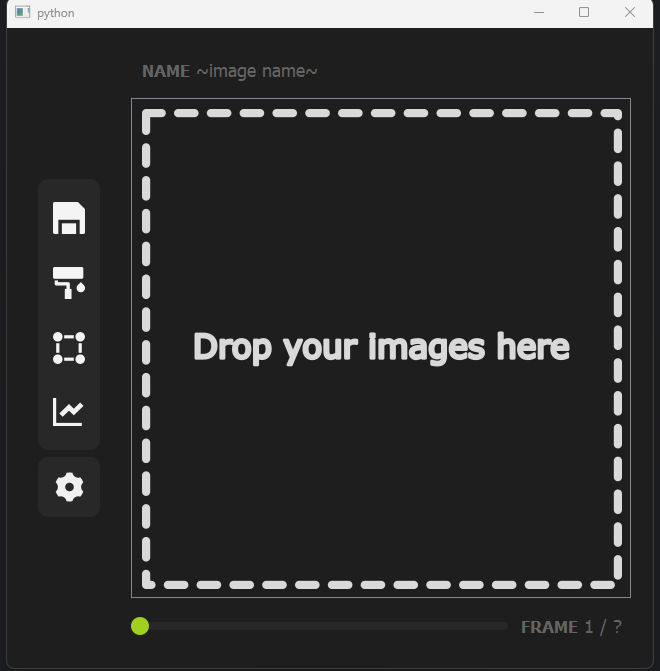 python
NAME ~image name~
Drop your images here
FRAME 1 / ?